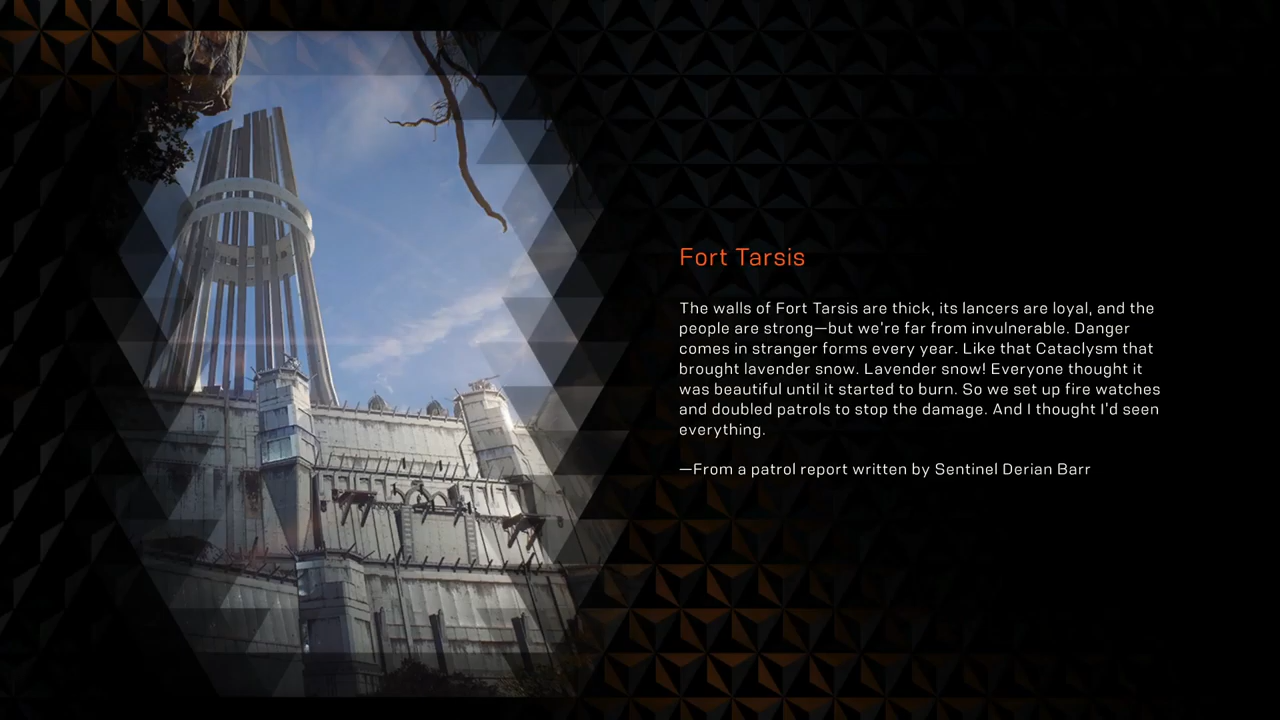 Fort Tarsis
The walls of Fort Tarsis are thick, its lancers are loyal, and the
people are strong—but we're far from invulnerable. Danger
comes in stranger forms every year. Like that Cataclysm that
brought lavender snow. Lavender snow! Everyone thought it
was beautiful until it started to burn. So we set up fire watches
and doubled patrols to stop the damage. And I thought I'd seen
everything.
—From a patrol report written by Sentinel Derian Barr